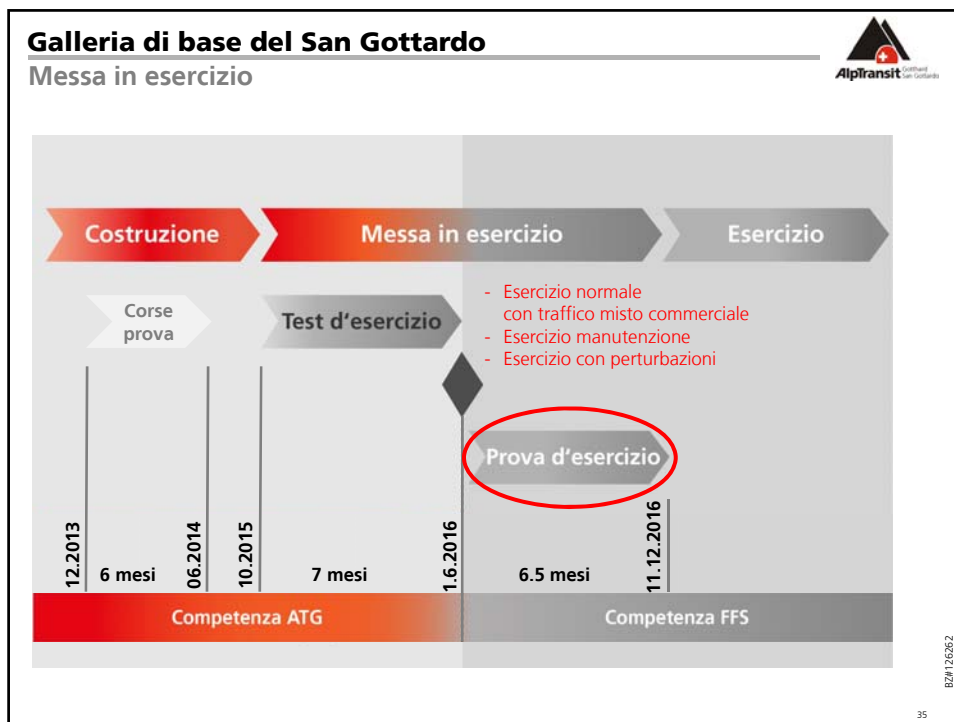 Galleria di base del San Gottardo
Messa in esercizio
AlpTransit Gotthard
San Gottardo
Costruzione
Messa in esercizio
Esercizio
Corse
prova
Test d'esercizio
- Esercizio normale
con traffico misto commerciale
- Esercizio manutenzione
- Esercizio con perturbazioni
Prova d'esercizio
12.2013
6 mesi
06.2014
10.2015
7 mesi
1.6.2016
6.5 mesi
11.12.2016
Competenza ATG
Competenza FFS
BZ#126262
35